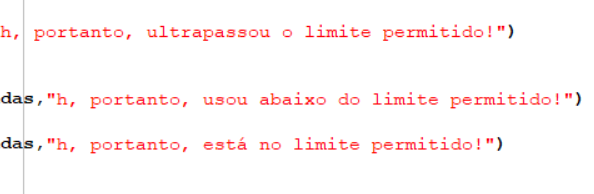 h, portanto, ultrapassou o limite permitido!")
das,"h, portanto, usou abaixo do limite permitido!")
das,"h, portanto, está no limite permitido!")